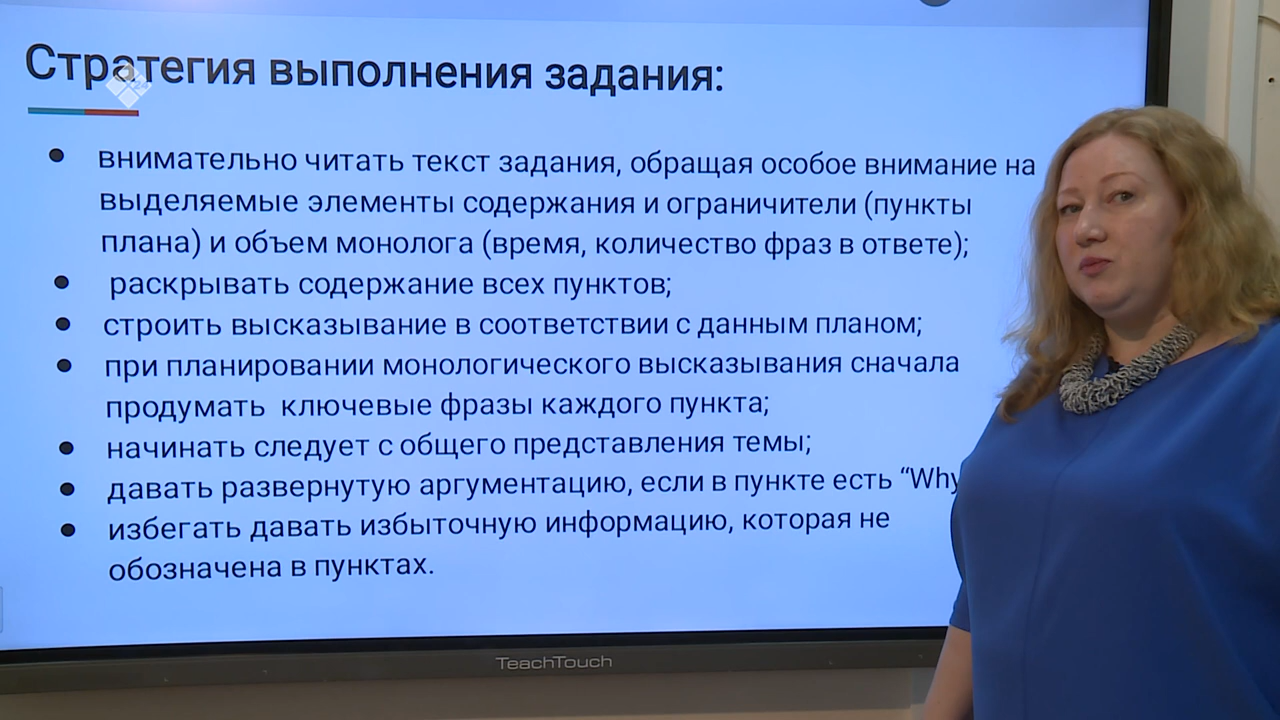 Стратегия выполнения задания:
24
• внимательно читать текст задания, обращая особое внимание на
выделяемые элементы содержания и ограничители (пункты
плана) и объем монолога (время, количество фраз в ответе);
• раскрывать содержание всех пунктов;
• строить высказывание в соответствии с данным планом;
• при планировании монологического высказывания сначала
продумать ключевые фразы каждого пункта;
• начинать следует с общего представления темы;
• давать развернутую аргументацию, если в пункте есть “Why
• избегать давать избыточную информацию, которая не
обозначена в пунктах.
TeachTouch